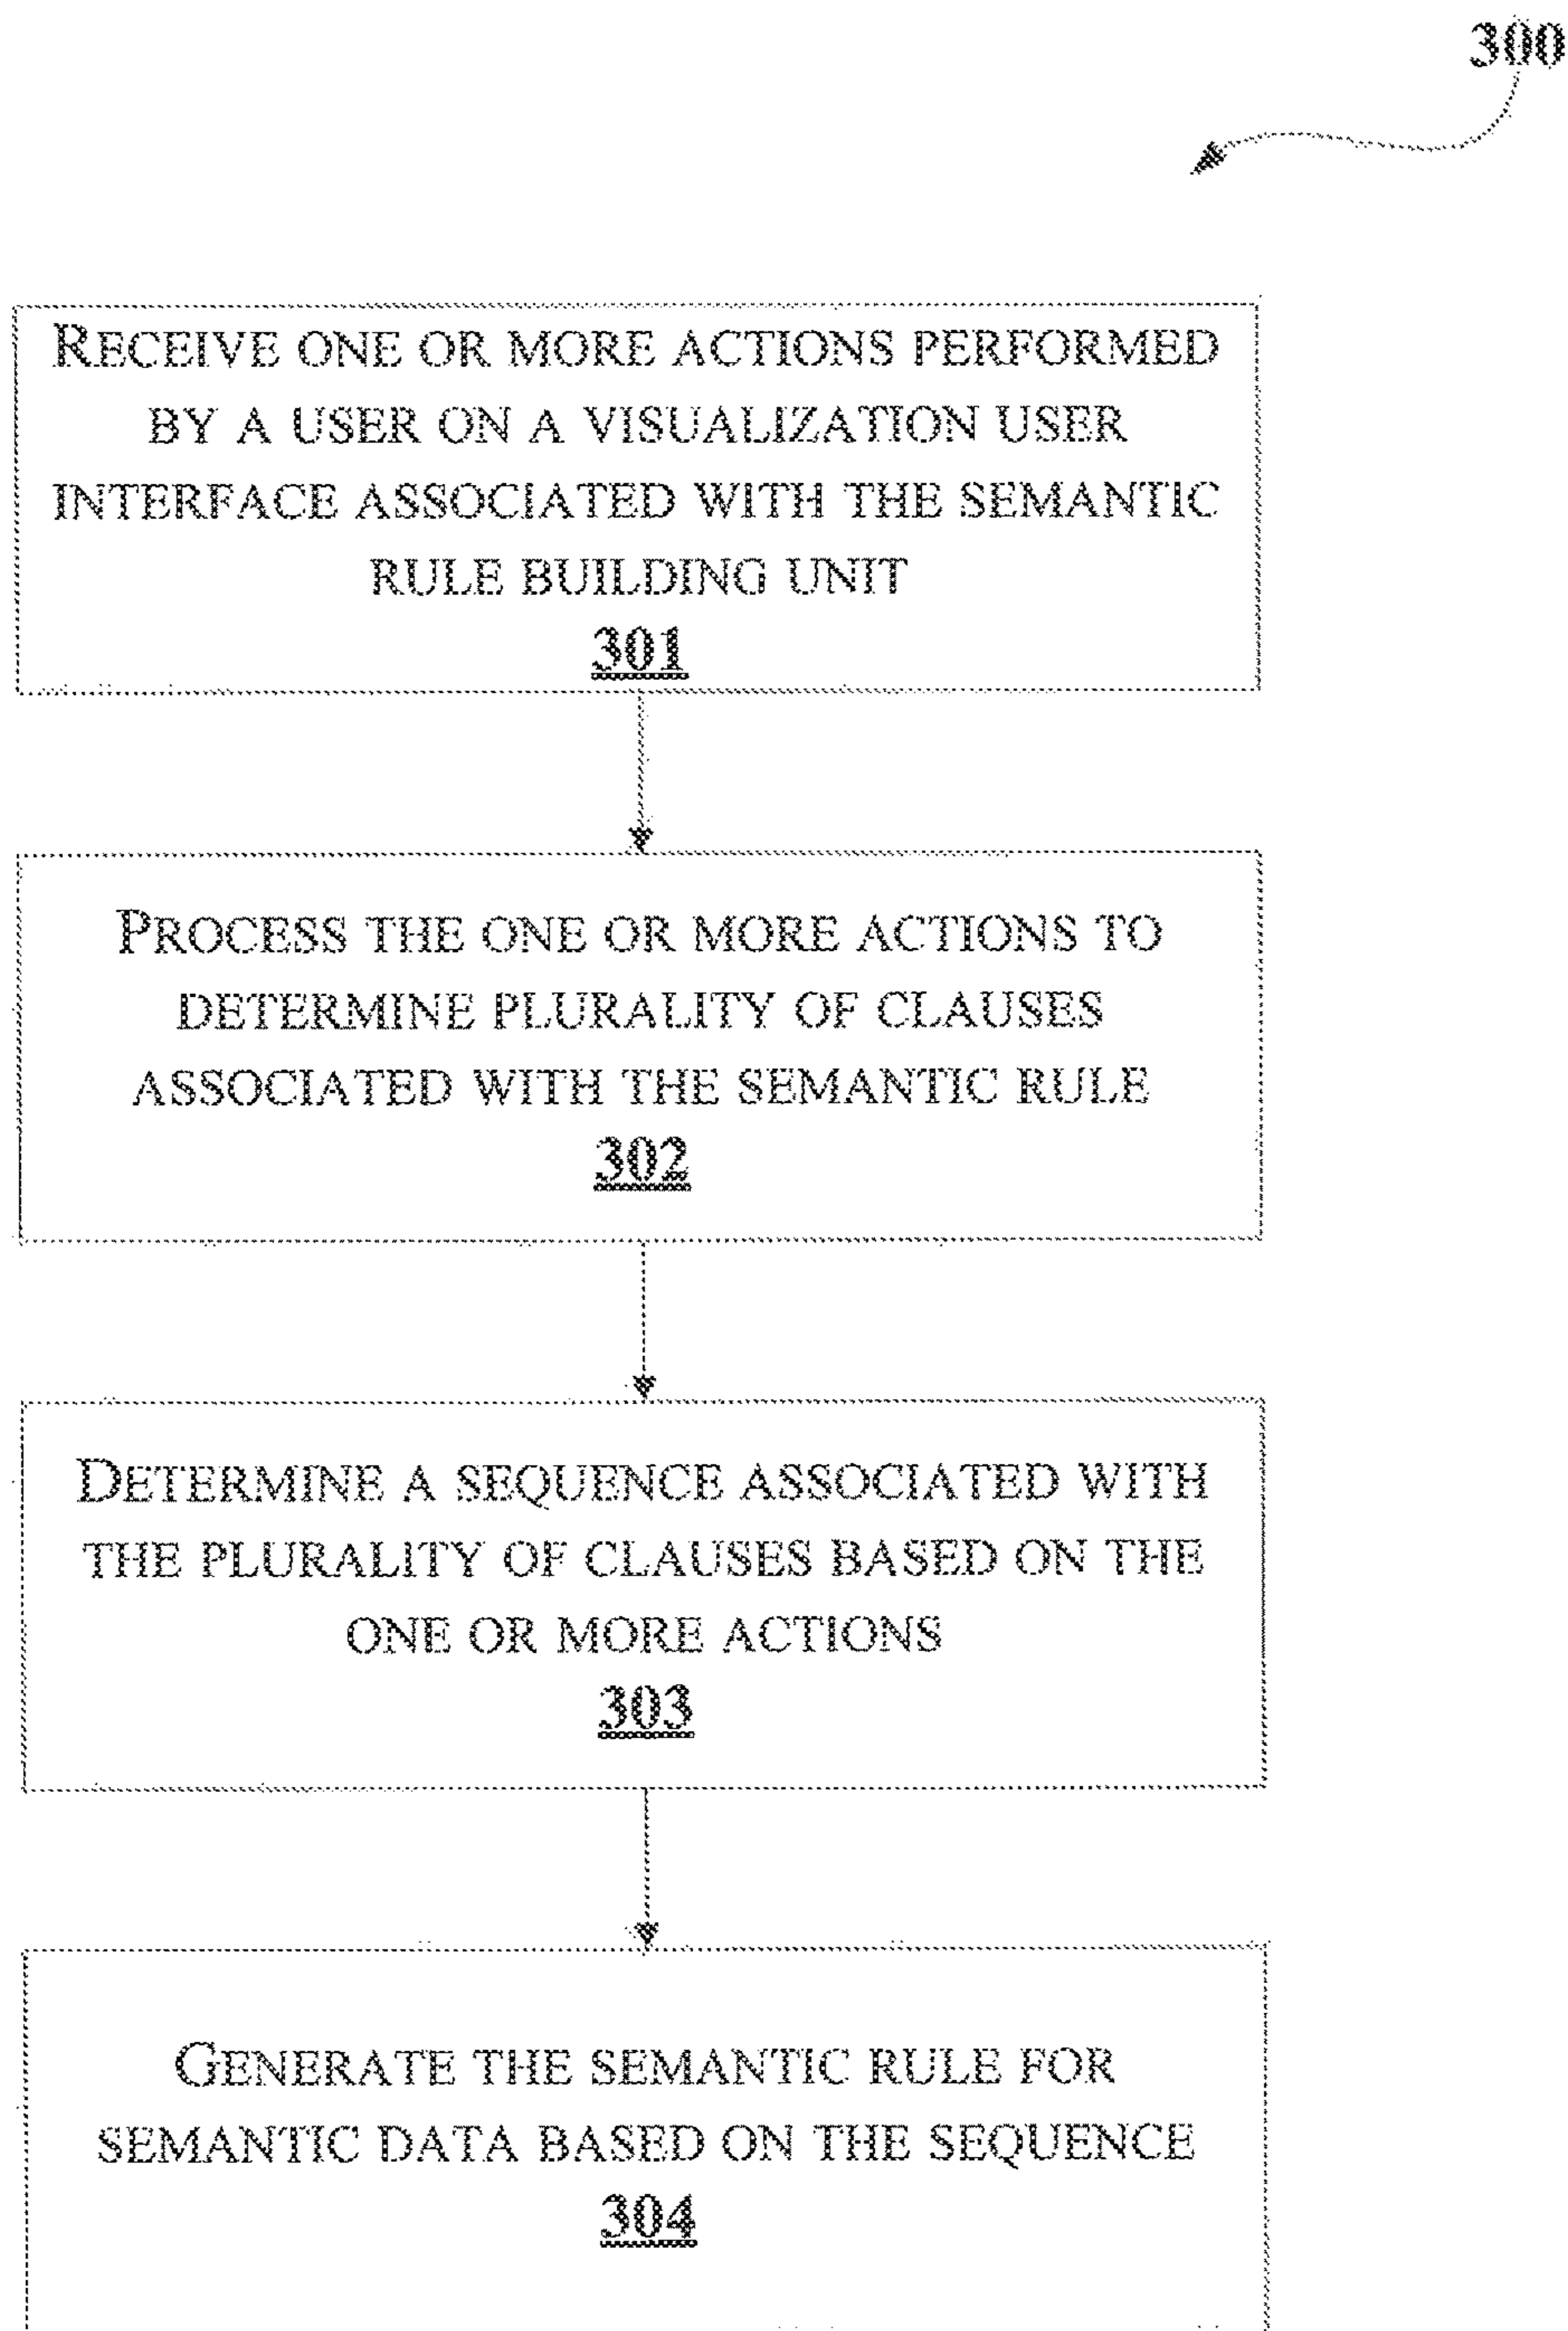 300
RECEIVE ONE OR MORE ACTIONS PERFORMED
BY A USER ON A VISUALIZATION USER
INTERFACE ASSOCIATED WITH THE SEMANTIC
RULE BUILDING UNIT
301
PROCESS THE ONE OR MORE ACTIONS TO
DETERMINE PLURALITY OF CLAUSES
ASSOCIATED WITH THE SEMANTIC RULE
302
DETERMINE A SEQUENCE ASSOCIATED WITH
THE PLURALITY OF CLAUSES BASED ON THE
ONE OR MORE ACTIONS
303
GENERATE THE SEMANTIC RULE FOR
SEMANTIC DATA BASED ON THE SEQUENCE
304